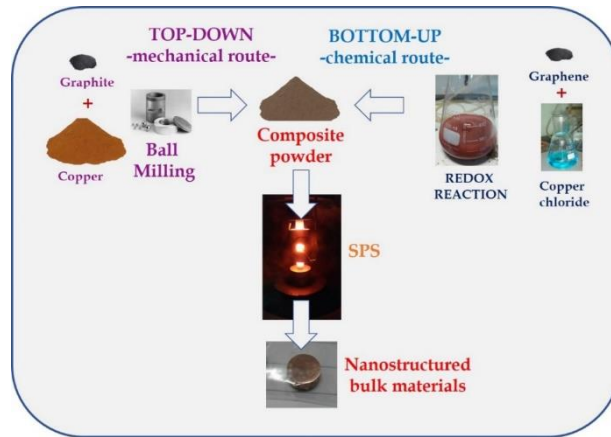 TOP-DOWN
-mechanical route-
BOTTOM-UP
-chemical route-
Graphite
+
Copper
Ball
Milling
Composite
powder
REDOX
REACTION
Graphene
+
Copper
chloride
SPS
Nanostructured
bulk materials